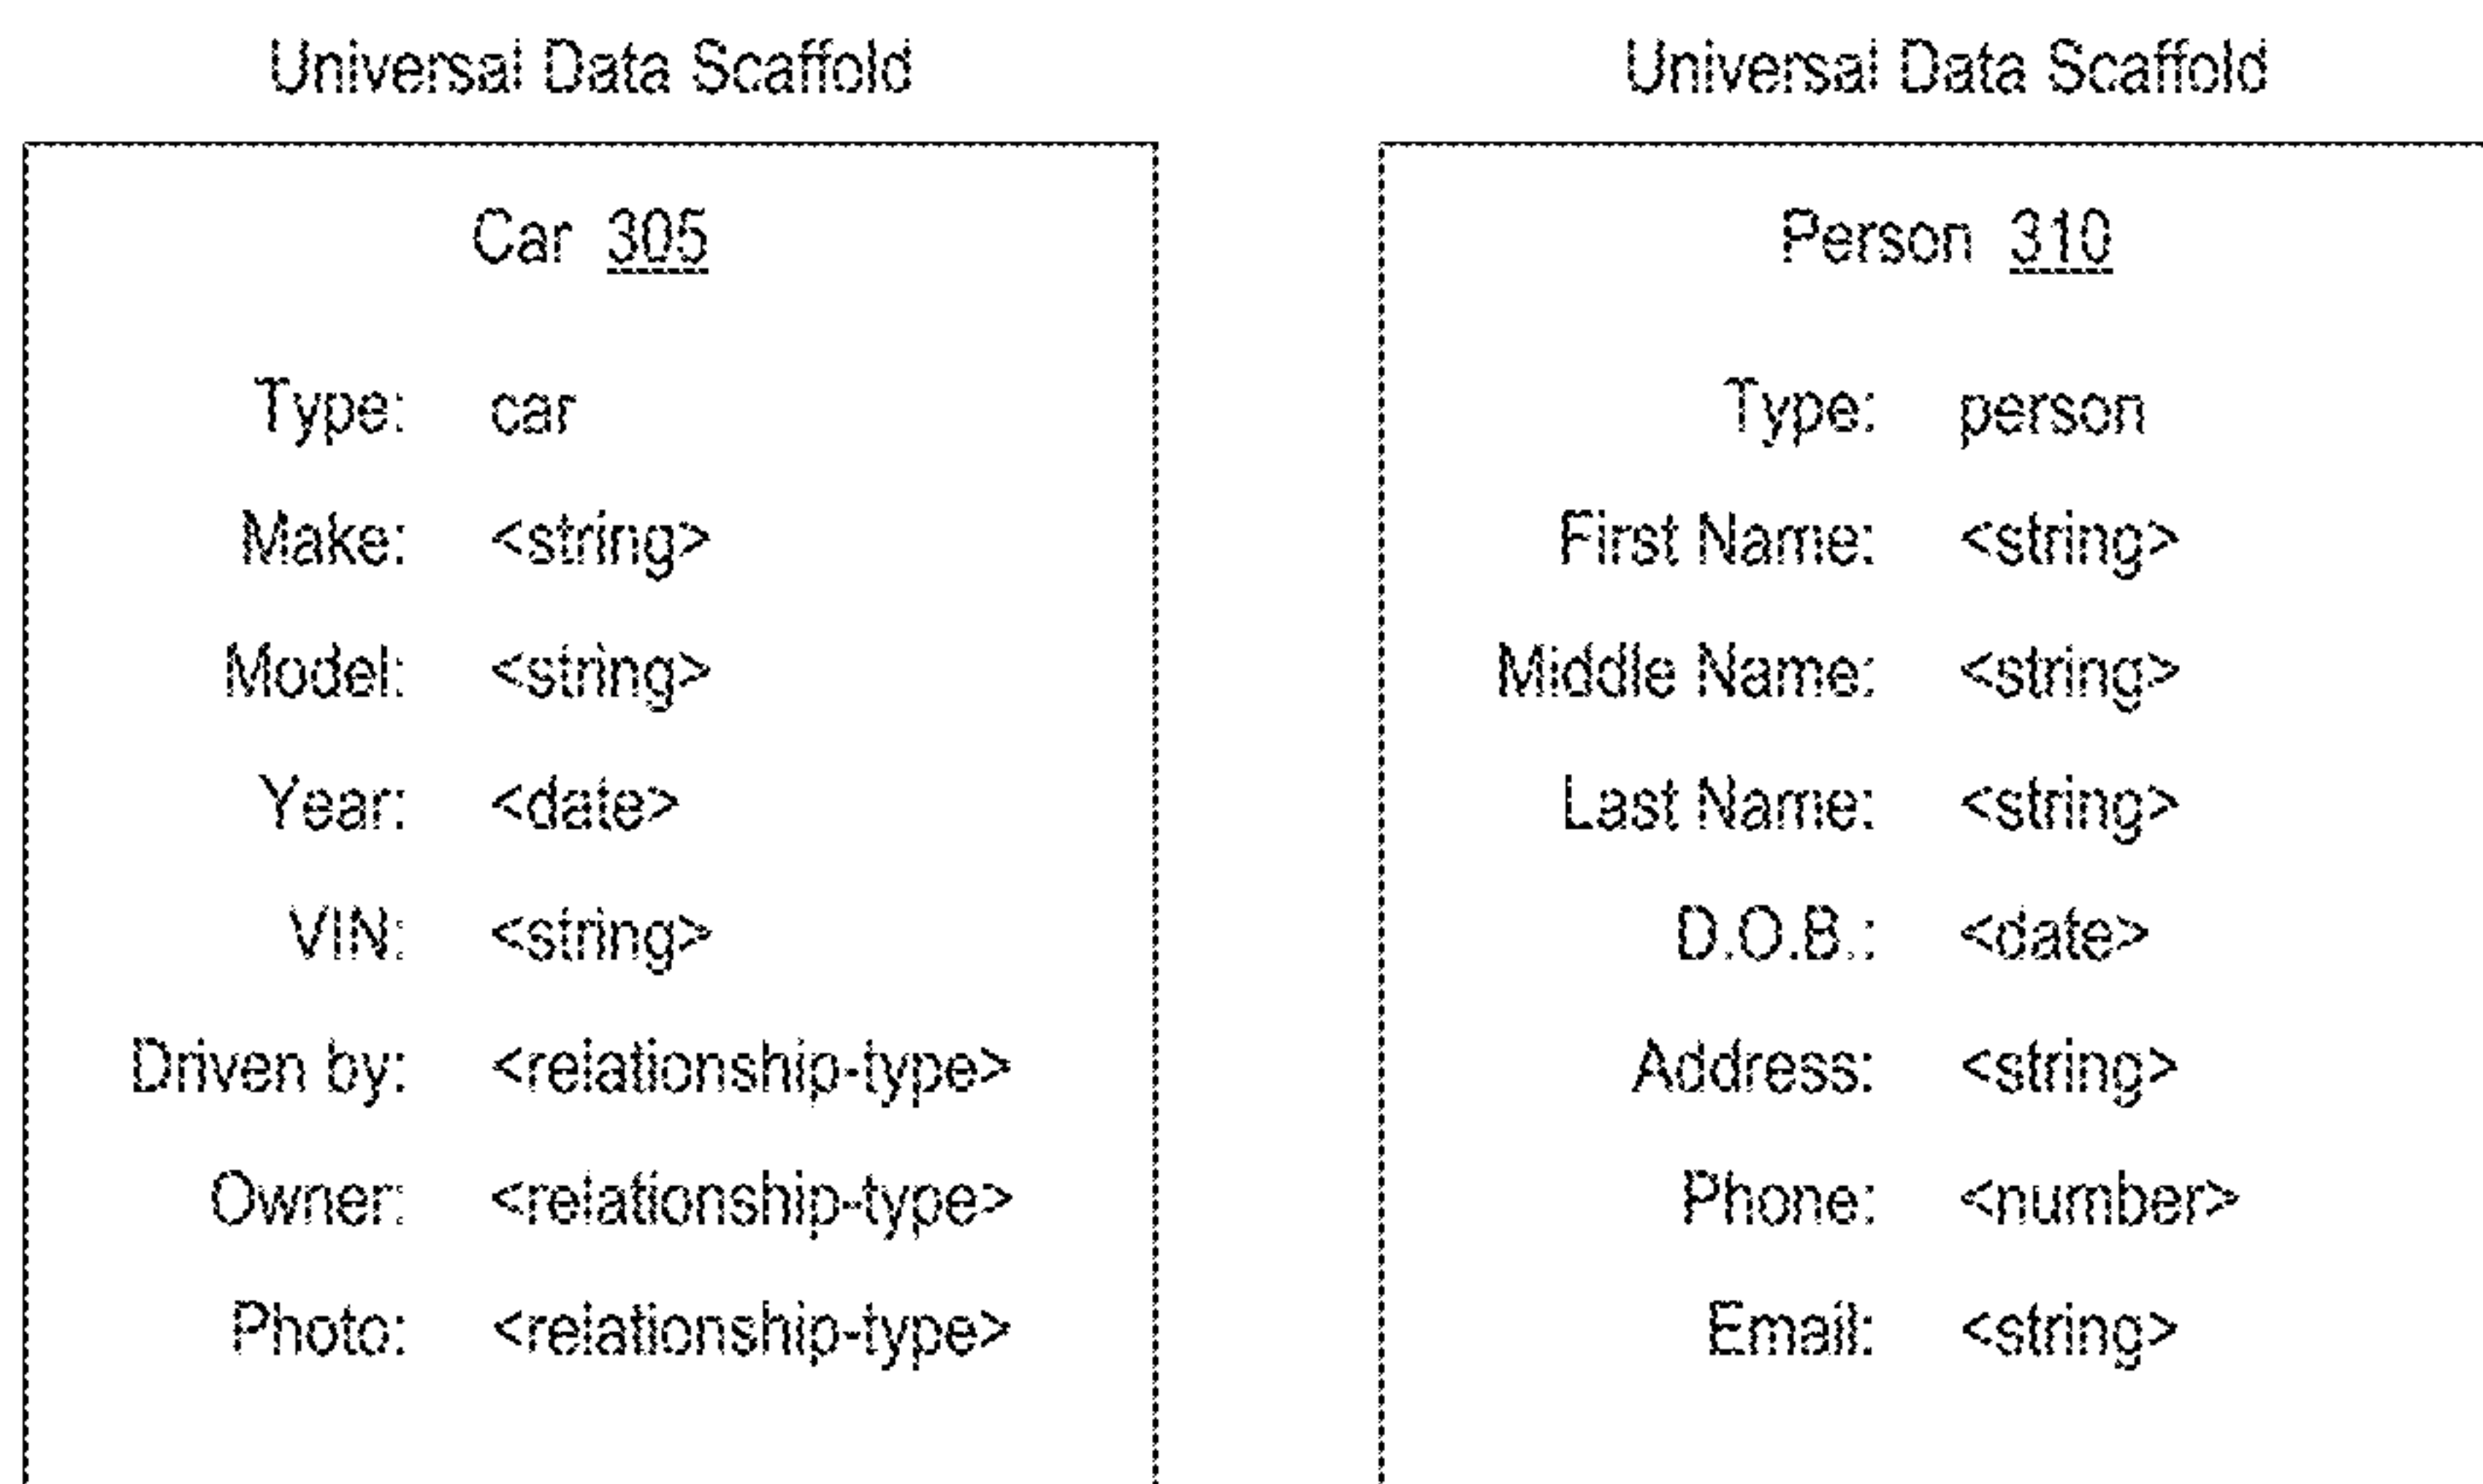 Universal Data Scaffold
Car 305
Type: car
Make: <string>
Model: <string>
Year: <date>
VIN: <string>
Driven by: <relationship-type>
Owner: <relationship-type>
Photo: <relationship-type>
Universal Data Scaffold
Person 310
Type: person
First Name: <string>
Middle Name: <string>
Last Name: <string>
D.O.B.: <date>
Address: <string>
Phone: <number>
Email: <string>